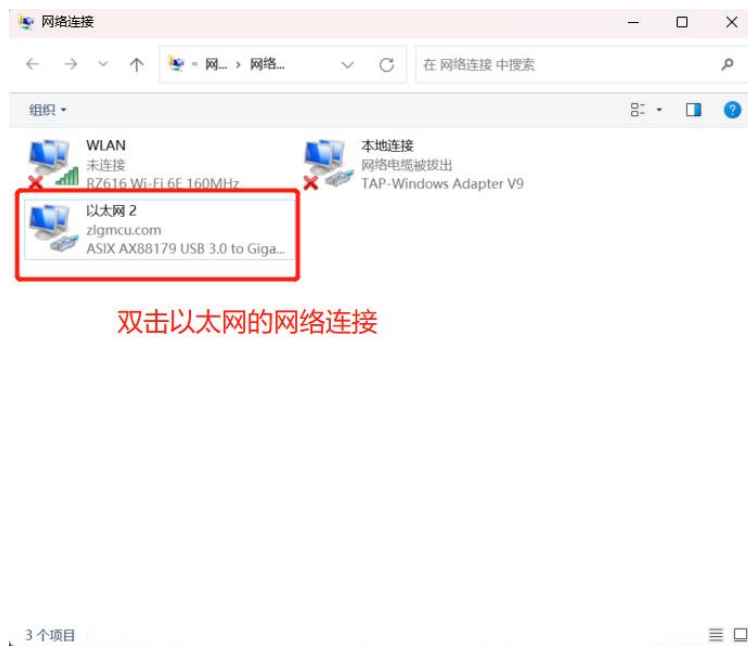 网络连接
« 网... › 网络...
在 网络连接 中搜索
组织
WLAN
未连接
RZ616 Wi-Fi 6E 160MHz
本地连接
网络电缆被拔出
TAP-Windows Adapter V9
以太网 2
zlgmcu.com
ASIX AX88179 USB 3.0 to Giga...
双击以太网的网络连接
3 个项目